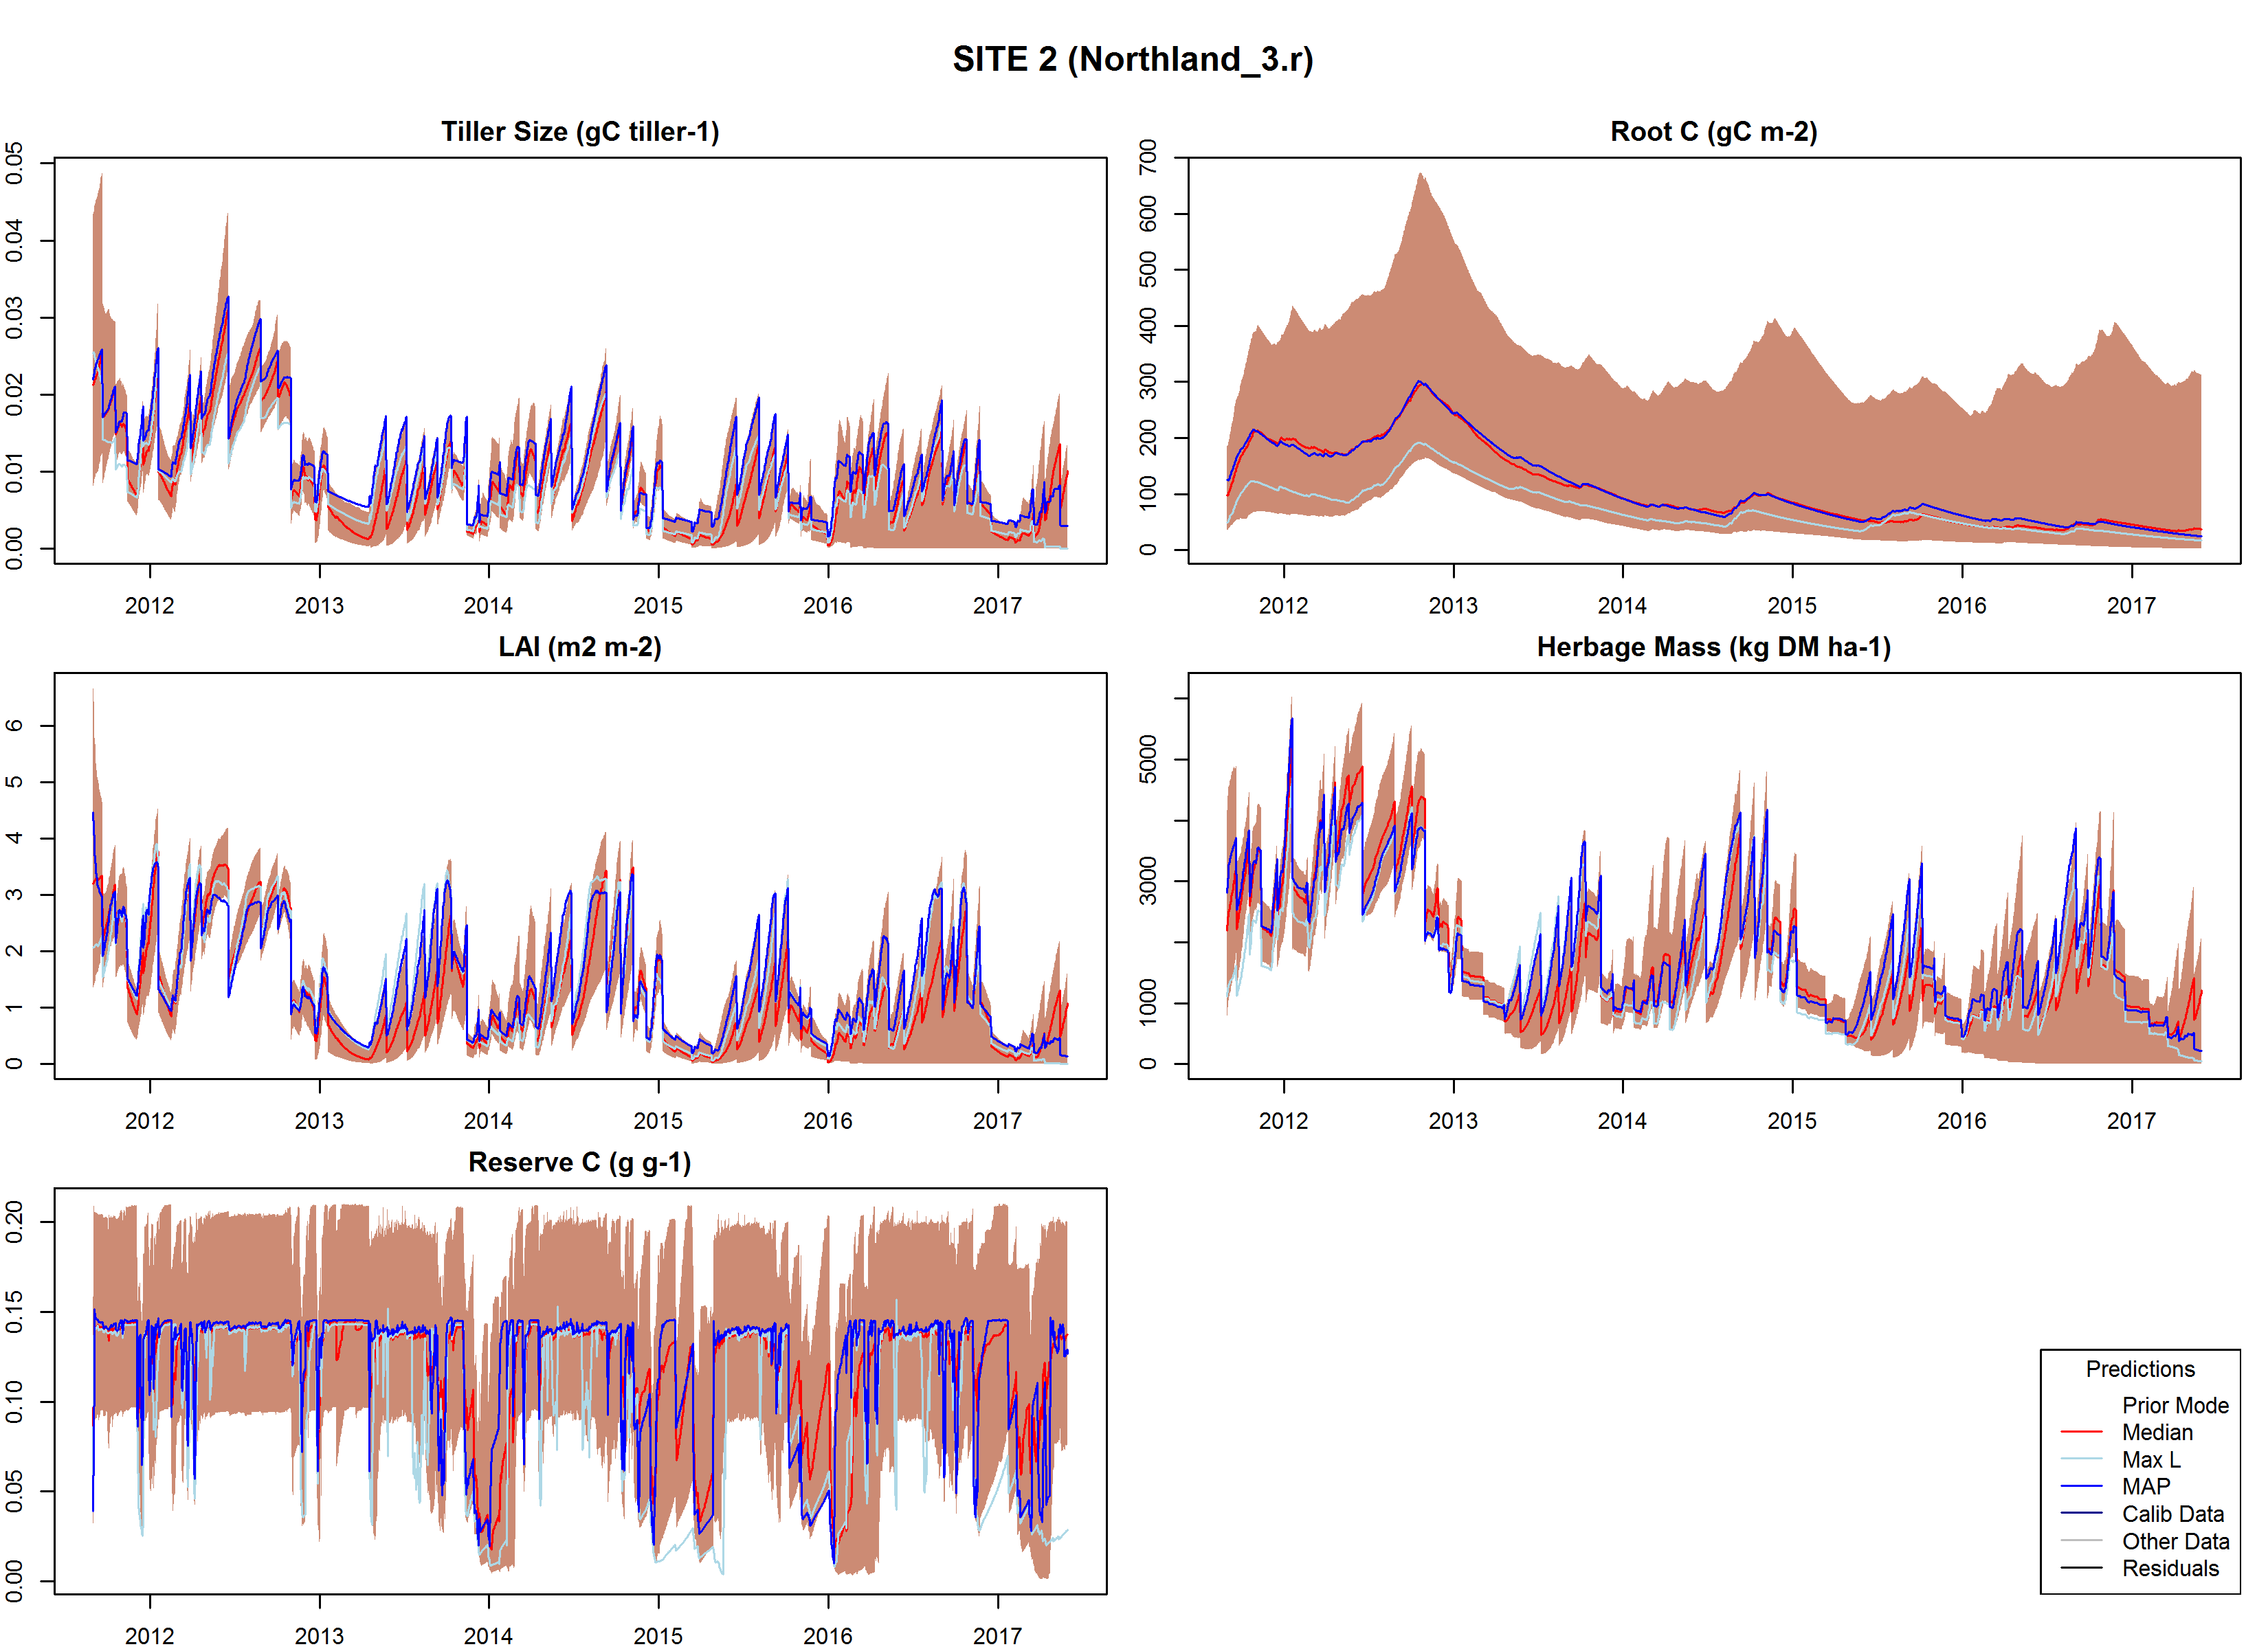 SITE 2 (Northland_3.r)
Tiller Size (gC tiller-1)
0.00 0.01 0.02 0.03 0.04 0.05
2012 2013 2014 2015 2016 2017
Root C (gC m-2)
0 100 200 300 400 500 600 700
2012 2013 2014 2015 2016 2017
LAI (m2 m-2)
0 1 2 3 4 5 6
2012 2013 2014 2015 2016 2017
Herbage Mass (kg DM ha-1)
0 1000 3000 5000
2012 2013 2014 2015 2016 2017
Reserve C (g g-1)
0.00 0.05 0.10 0.15 0.20
2012 2013 2014 2015 2016 2017
Predictions
Prior Mode
Median
Max L
MAP
Calib Data
Other Data
Residuals